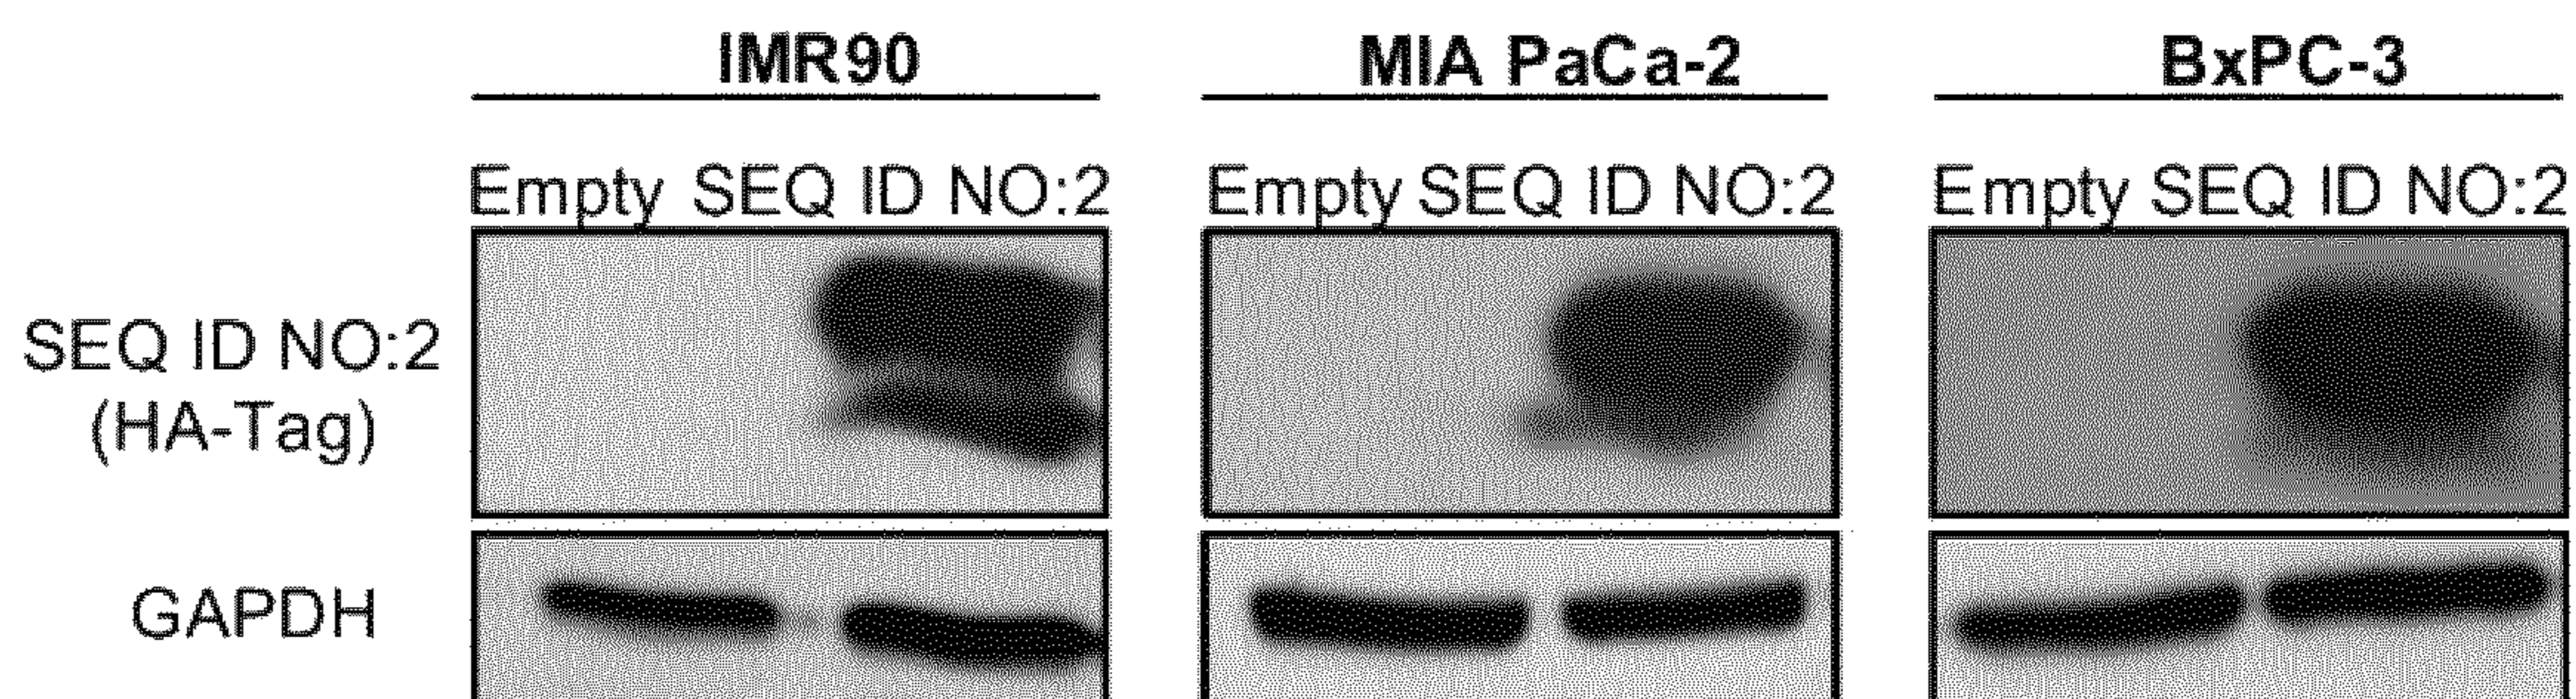 IMR90 MIA PaCa-2 BxPC-3
Empty SEQ ID NO:2 Empty SEQ ID NO:2 Empty SEQ ID NO:2
SEQ ID NO:2
(HA-Tag)
GAPDH